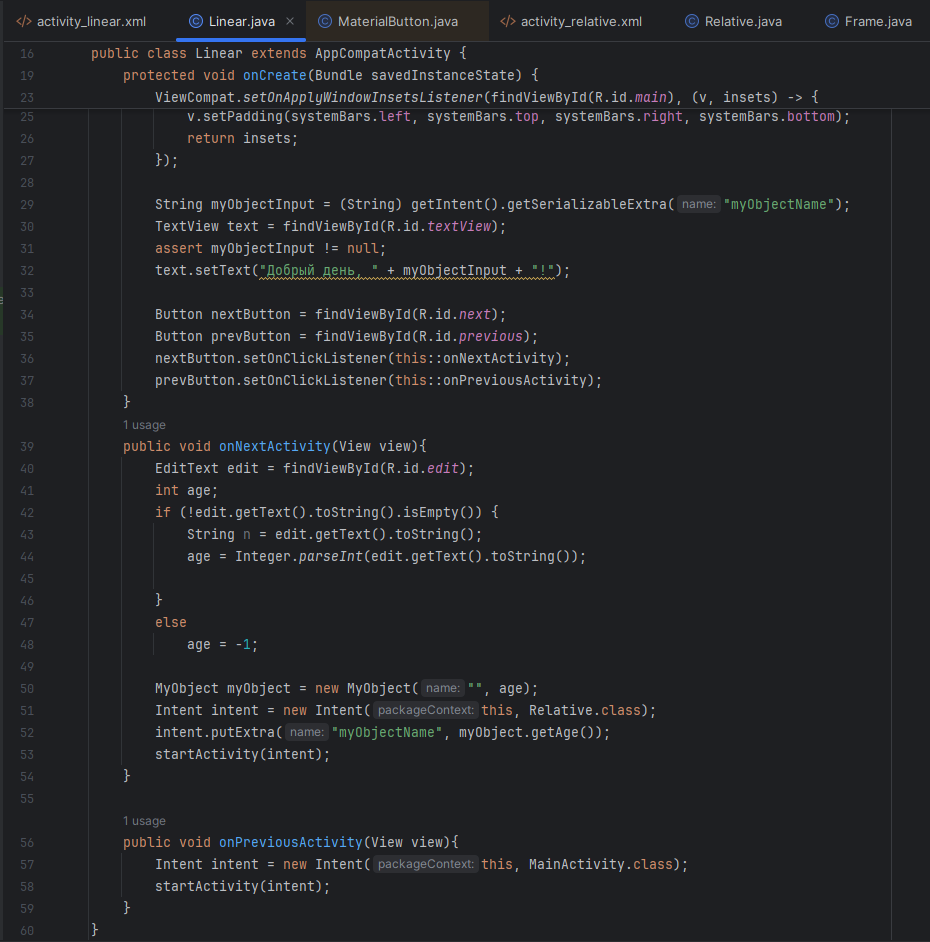 activity_linear.xml Linear.java MaterialButton.java activity_relative.xml Relative.java Frame.java
16 public class Linear extends AppCompatActivity {
19 protected void onCreate(Bundle savedInstanceState) {
23 ViewCompat.setOnApplyWindowInsetsListener(findViewById(R.id.main), (v, insets) -> {
25 v.setPadding(systemBars.left, systemBars.top, systemBars.right, systemBars.bottom);
26 return insets;
27 });
28
29 String myObjectInput = (String) getIntent().getSerializableExtra( name: "myObjectName");
30 TextView text = findViewById(R.id.textView);
31 assert myObjectInput != null;
32 text.setText("Добрый день, " + myObjectInput + "!");
33
34 Button nextButton = findViewById(R.id.next);
35 Button prevButton = findViewById(R.id.previous);
36 nextButton.setOnClickListener(this::onNextActivity);
37 prevButton.setOnClickListener(this::onPreviousActivity);
38 }
1 usage
39 public void onNextActivity(View view){
40 EditText edit = findViewById(R.id.edit);
41 int age;
42 if (!edit.getText().toString().isEmpty()) {
43 String n = edit.getText().toString();
44 age = Integer.parseInt(edit.getText().toString());
45
46 }
47 else
48 age = -1;
49
50 MyObject myObject = new MyObject( name: "", age);
51 Intent intent = new Intent( packageContext: this, Relative.class);
52 intent.putExtra( name: "myObjectName", myObject.getAge());
53 startActivity(intent);
54 }
55
1 usage
56 public void onPreviousActivity(View view){
57 Intent intent = new Intent( packageContext: this, MainActivity.class);
58 startActivity(intent);
59 }
60 }